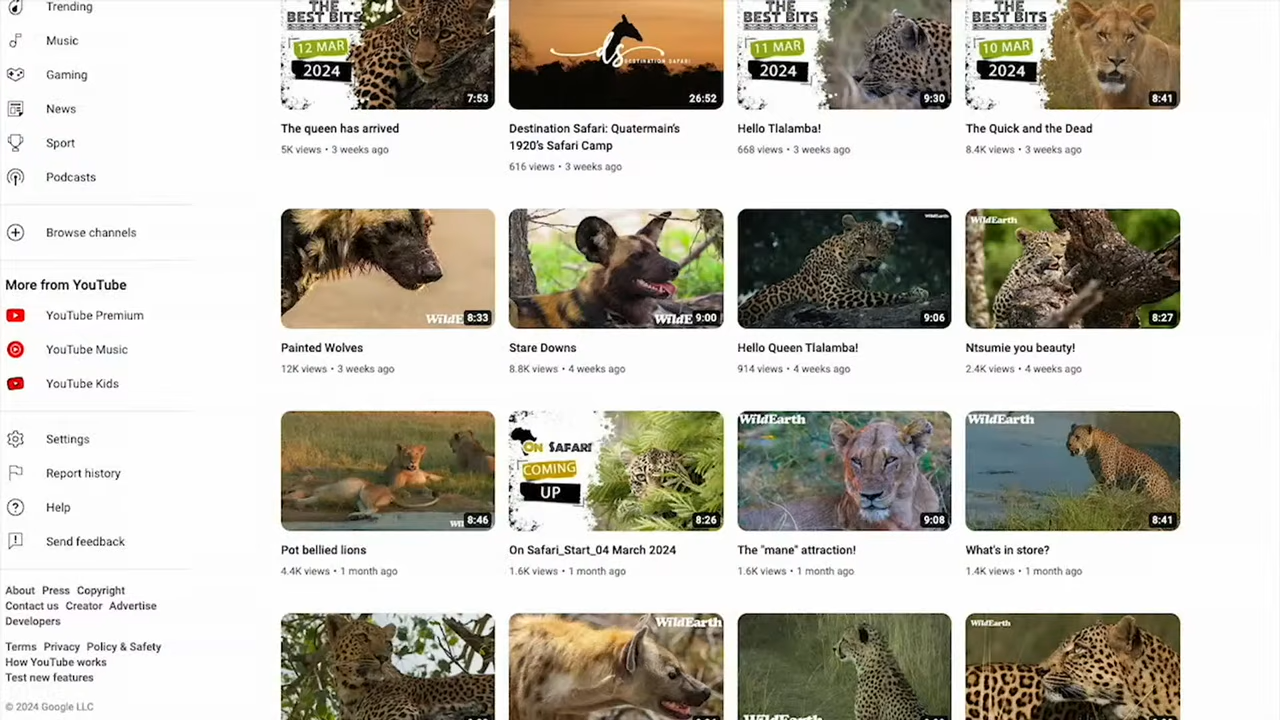 Trending
Music
Gaming
News
Sport
Podcasts
Browse channels
More from YouTube
YouTube Premium
YouTube Music
YouTube Kids
Settings
Report history
Help
Send feedback
About Press Copyright
Contact us Creator Advertise
Developers
Terms Privacy Policy & Safety
How YouTube works
Test new features
© 2024 Google LLC
THE
BEST BITS
12 MAR
2024
7:53
The queen has arrived
5K views • 3 weeks ago
ds
DESTINATION SAFARI
26:52
Destination Safari: Quatermain's
1920's Safari Camp
616 views • 3 weeks ago
THE
BEST BITS
11 MAR
2024
9:30
Hello Tlalamba!
668 views • 3 weeks ago
THE
BEST BITS
10 MAR
2024
8:41
The Quick and the Dead
8.4K views • 3 weeks ago
WildE
8:33
Painted Wolves
12K views • 3 weeks ago
WildE
9:00
Stare Downs
8.8K views • 4 weeks ago
WildEarth
9:06
Hello Queen Tlalamba!
914 views • 4 weeks ago
WildEarth
8:27
Ntsumie you beauty!
2.4K views • 4 weeks ago
8:46
Pot bellied lions
4.4K views • 1 month ago
ON SAFARI
COMING
UP
8:26
On Safari_Start_04 March 2024
1.6K views • 1 month ago
WildEarth
9:08
The "mane" attraction!
1.6K views • 1 month ago
WildEarth
8:41
What's in store?
1.4K views • 1 month ago
WildEarth
WildEarth
WildEarth